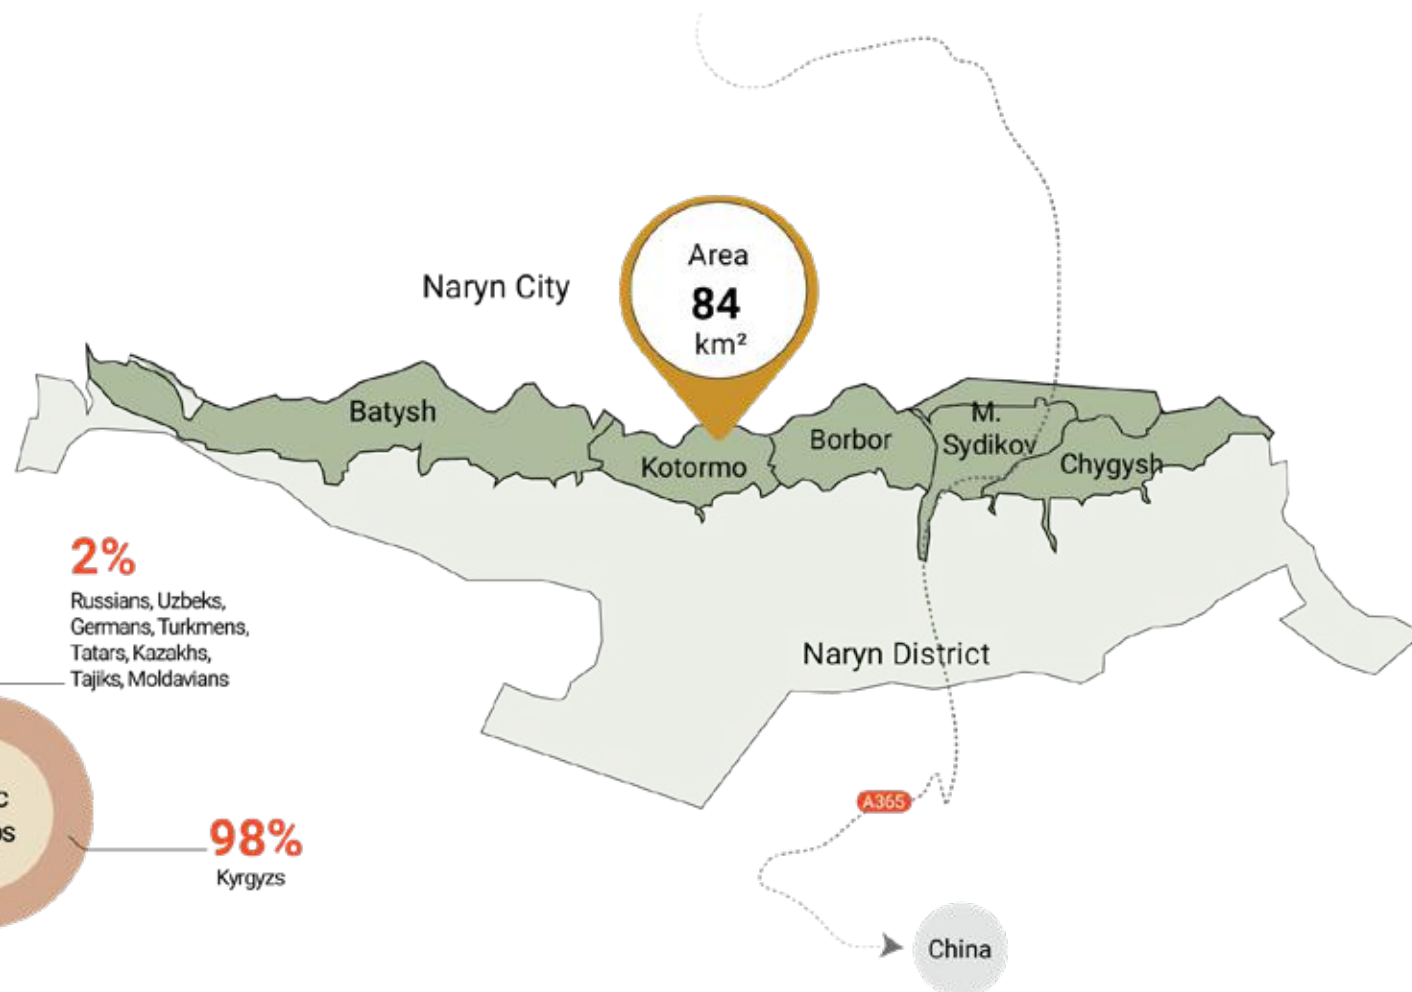 Area
84
km²
Naryn City
Batysh
Kotormo
Borbor
M.
Sydikov
Chygysh
2%
Russians, Uzbeks,
Germans, Turkmens,
Tatars, Kazakhs,
Tajiks, Moldavians
Naryn District
A365
98%
Kyrgyzs
China